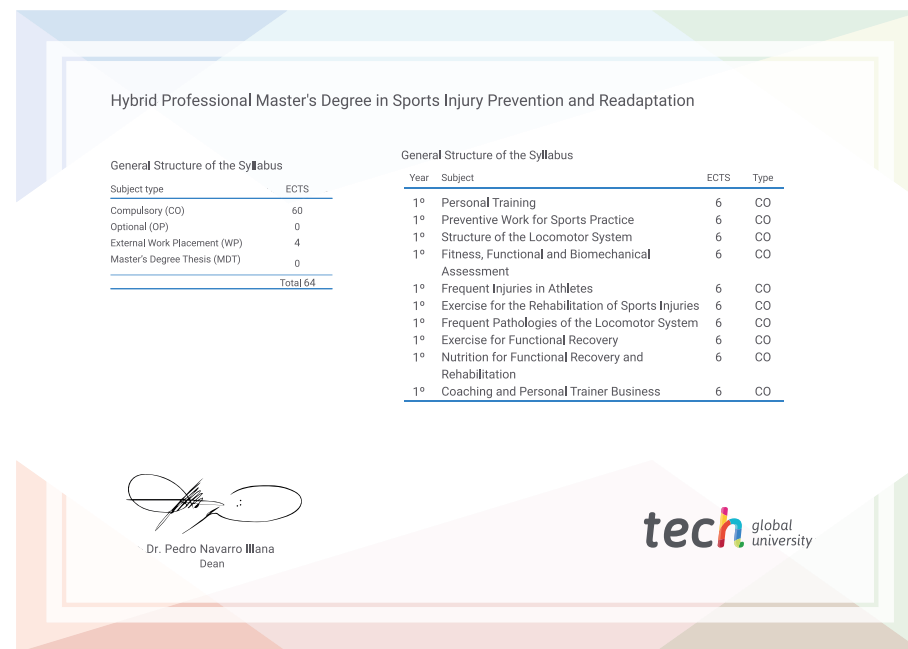 Hybrid Professional Master's Degree in Sports Injury Prevention and Readaptation
General Structure of the Syllabus
Subject type ECTS
Compulsory (CO) 60
Optional (OP) 0
External Work Placement (WP) 4
Master's Degree Thesis (MDT) 0
Total 64
General Structure of the Syllabus
Year Subject ECTS Type
1º Personal Training 6 CO
1º Preventive Work for Sports Practice 6 CO
1º Structure of the Locomotor System 6 CO
1º Fitness, Functional and Biomechanical 6 CO
Assessment
1º Frequent Injuries in Athletes 6 CO
1º Exercise for the Rehabilitation of Sports Injuries 6 CO
1º Frequent Pathologies of the Locomotor System 6 CO
1º Exercise for Functional Recovery 6 CO
1º Nutrition for Functional Recovery and 6 CO
Rehabilitation
1º Coaching and Personal Trainer Business 6 CO
Dr. Pedro Navarro Illana
Dean
tech global
university